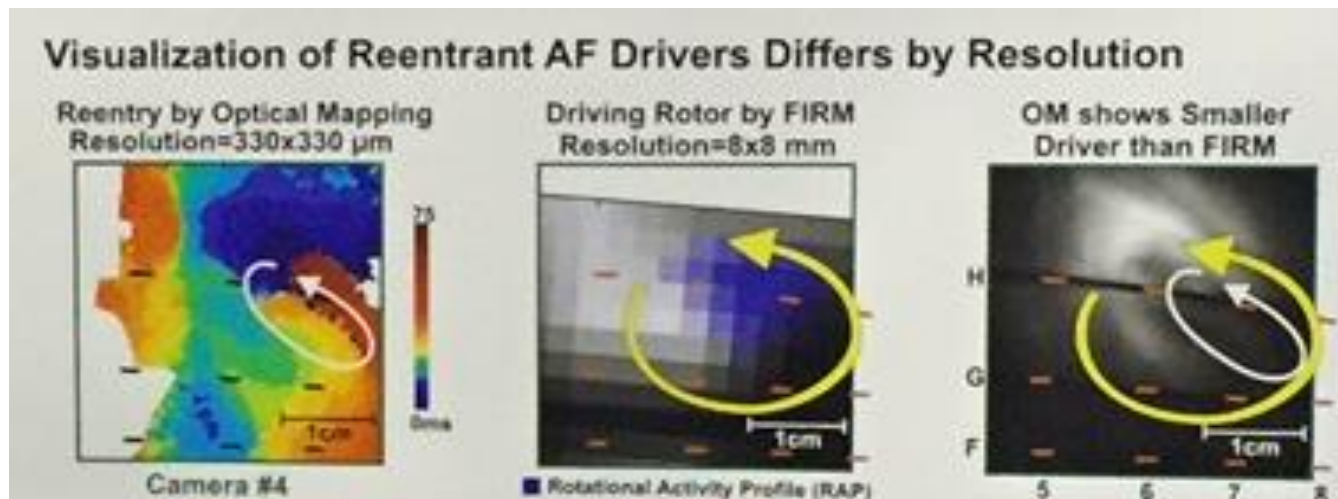 Visualization of Reentrant AF Drivers Differs by Resolution
Reentry by Optical Mapping
Resolution=330x330 μm
Driving Rotor by FIRM
Resolution=8x8 mm
OM shows Smaller
Driver than FIRM
75
0ms
1cm
Camera #4
1cm
Rotational Activity Profile (RAP)
H
G
F
1cm
5 6 7 8